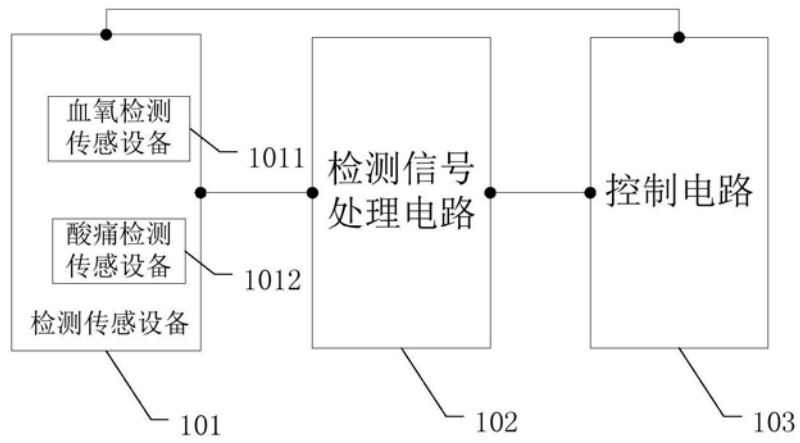 血氧检测
传感设备
1011
酸痛检测
传感设备
1012
检测传感设备
101
检测信号
处理电路
102
控制电路
103